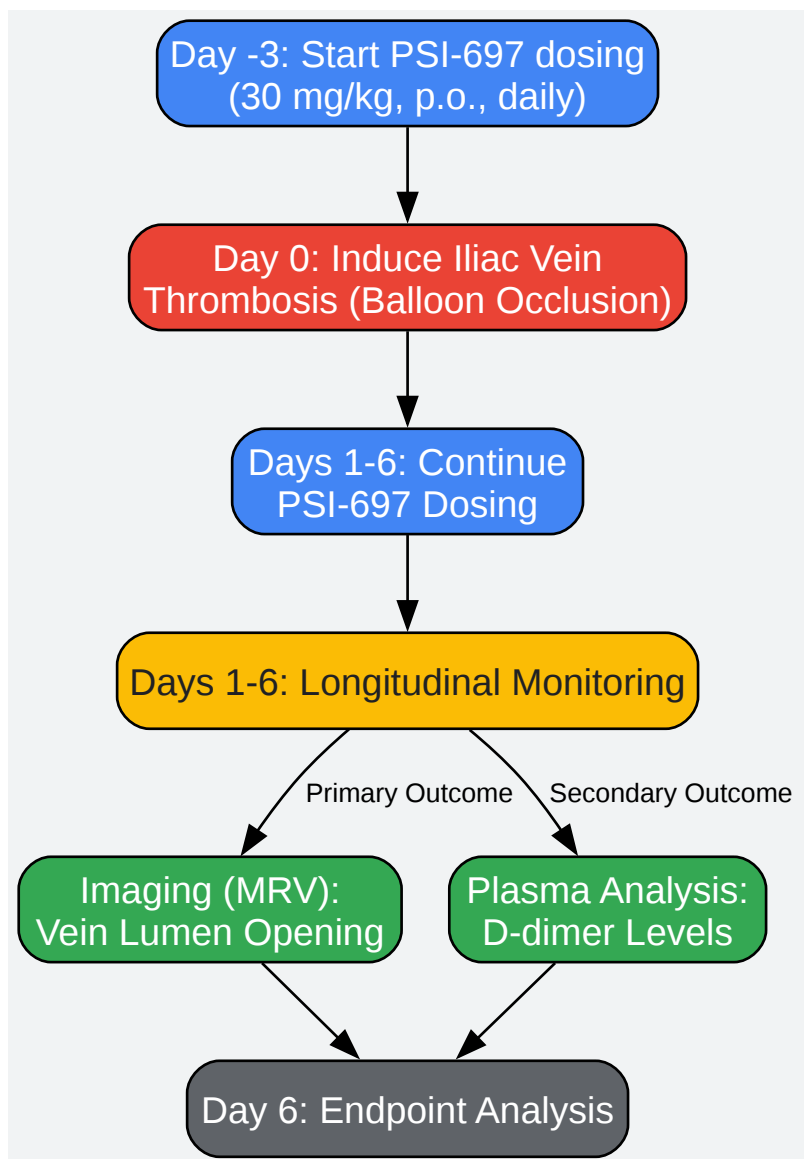 Day -3: Start PSI-697 dosing
(30 mg/kg, p.o., daily)
Day 0: Induce Iliac Vein
Thrombosis (Balloon Occlusion)
Days 1-6: Continue
PSI-697 Dosing
Days 1-6: Longitudinal Monitoring
Primary Outcome
Secondary Outcome
Imaging (MRV):
Vein Lumen Opening
Plasma Analysis:
D-dimer Levels
Day 6: Endpoint Analysis